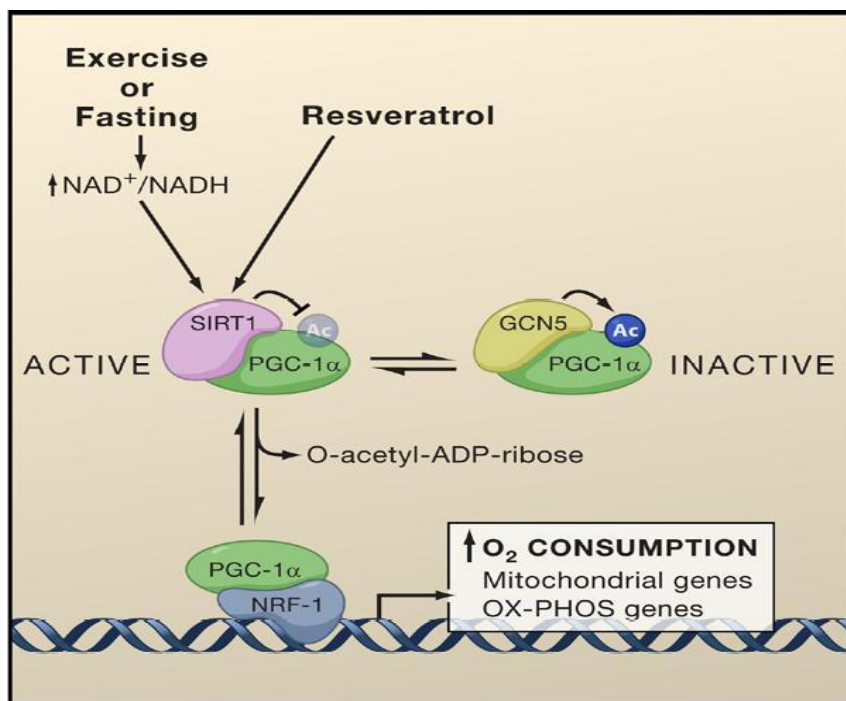 Exercise
or
Fasting
Resveratrol
↑NAD⁺/NADH
SIRT1
Ac
GCN5
Ac
ACTIVE
PGC-1α
PGC-1α
INACTIVE
O-acetyl-ADP-ribose
PGC-1α
NRF-1
↑O₂ CONSUMPTION
Mitochondrial genes
OX-PHOS genes